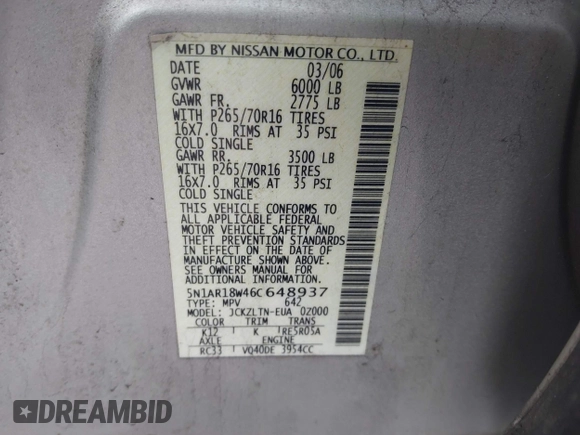 MFD BY NISSAN MOTOR CO., LTD.
DATE 03/06
GVWR 6000 LB
GAWR FR. 2775 LB
WITH P265/70R16 TIRES
16X7.0 RIMS AT 35 PSI
COLD SINGLE
GAWR RR. 3500 LB
WITH P265/70R16 TIRES
16X7.0 RIMS AT 35 PSI
COLD SINGLE
THIS VEHICLE CONFORMS TO
ALL APPLICABLE FEDERAL
MOTOR VEHICLE SAFETY AND
THEFT PREVENTION STANDARDS
IN EFFECT ON THE DATE OF
MANUFACTURE SHOWN ABOVE.
SEE OWNERS MANUAL FOR
ADDITIONAL INFORMATION.
5N1AR18W46C648937
TYPE: MPV 642
MODEL: JCKZLTN-EUA 0Z000
COLOR TRIM TRANS
K12 K RE5R05A
AXLE ENGINE
RC33 VQ40DE 3954CC
DREAMBID